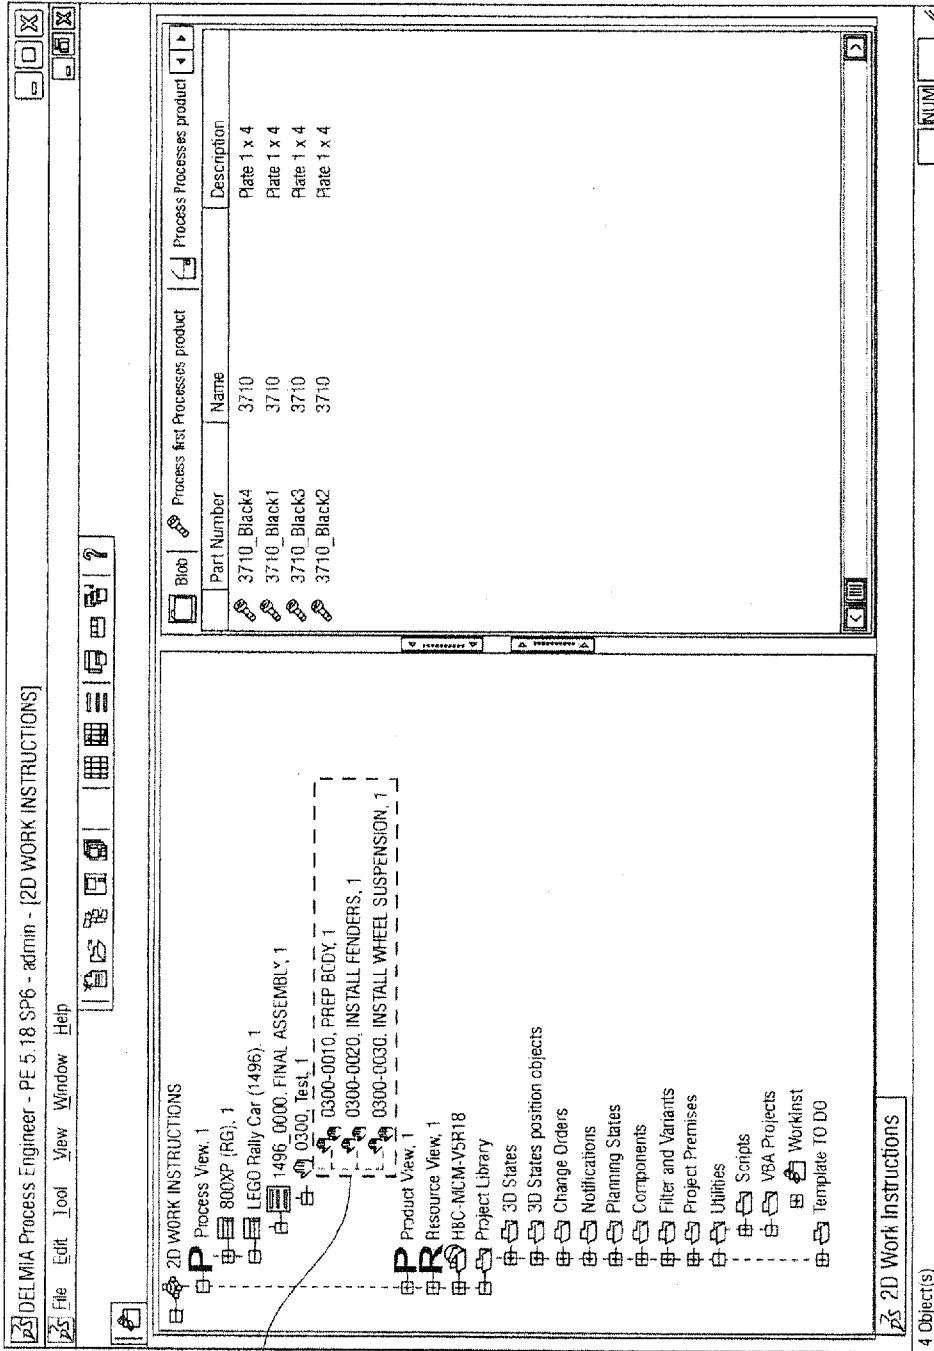 DELMIA Process Engineer - PE 5.18 SP6 - admin - [2D WORK INSTRUCTIONS]
File Edit Tool View Window Help
2D WORK INSTRUCTIONS
P Process View, 1
800XP (RG), 1
LEGO Rally Car (1496), 1
1496_0000, FINAL ASSEMBLY, 1
0300, Test, 1
0300-0010, PREP BODY, 1
0300-0020, INSTALL FENDERS, 1
0300-0030, INSTALL WHEEL SUSPENSION, 1
P Product View, 1
R Resource View, 1
HBC-MCM-V5R18
Project Library
3D States
3D States position objects
Change Orders
Notifications
Planning States
Components
Filter and Variants
Project Premises
Utilities
Scripts
VBA Projects
WorkInst
Template TO DO
2D Work Instructions
Blob Process first Processes product Process Processes product
Part Number Name Description
3710_Black4 3710 Plate 1 x 4
3710_Black1 3710 Plate 1 x 4
3710_Black3 3710 Plate 1 x 4
3710_Black2 3710 Plate 1 x 4
4 Object(s) NUM